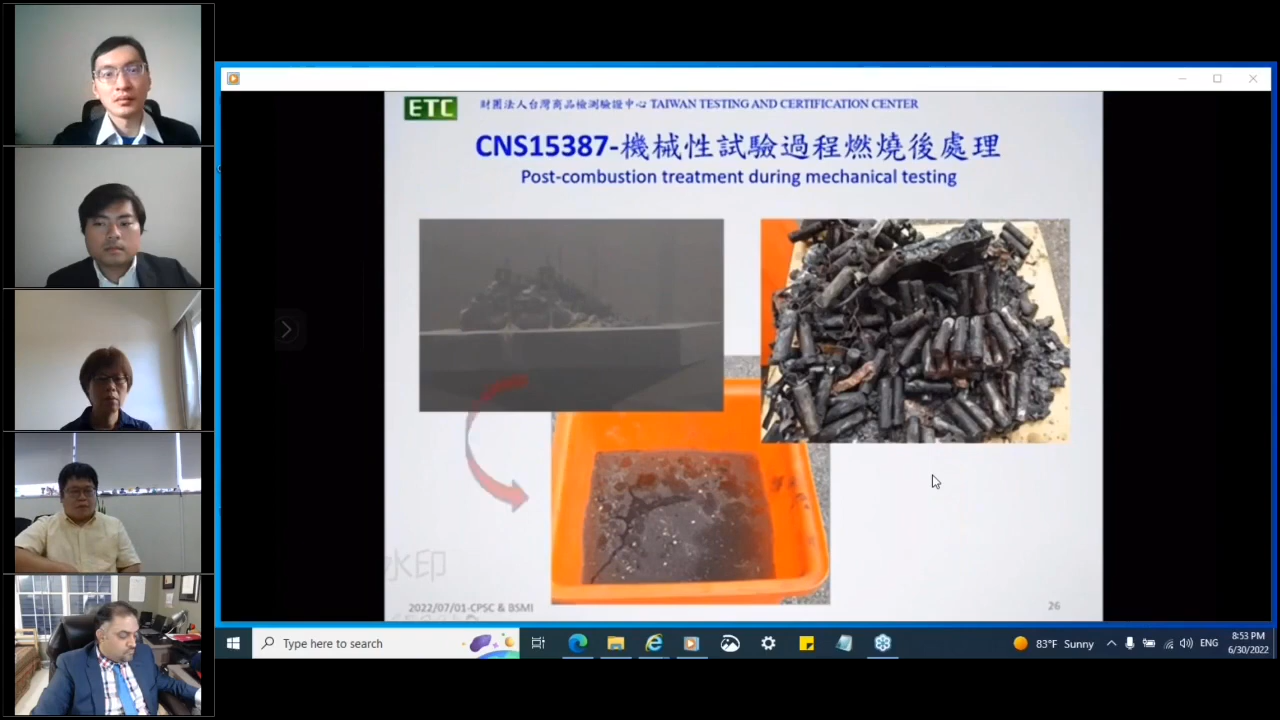 ETC 財團法人台灣商品檢測驗證中心 TAIWAN TESTING AND CERTIFICATION CENTER
CNS15387-機械性試驗過程燃燒後處理
Post-combustion treatment during mechanical testing
水印
2022/07/01-CPSC & BSMI
26
Type here to search
83°F Sunny
ENG
8:53 PM
6/30/2022